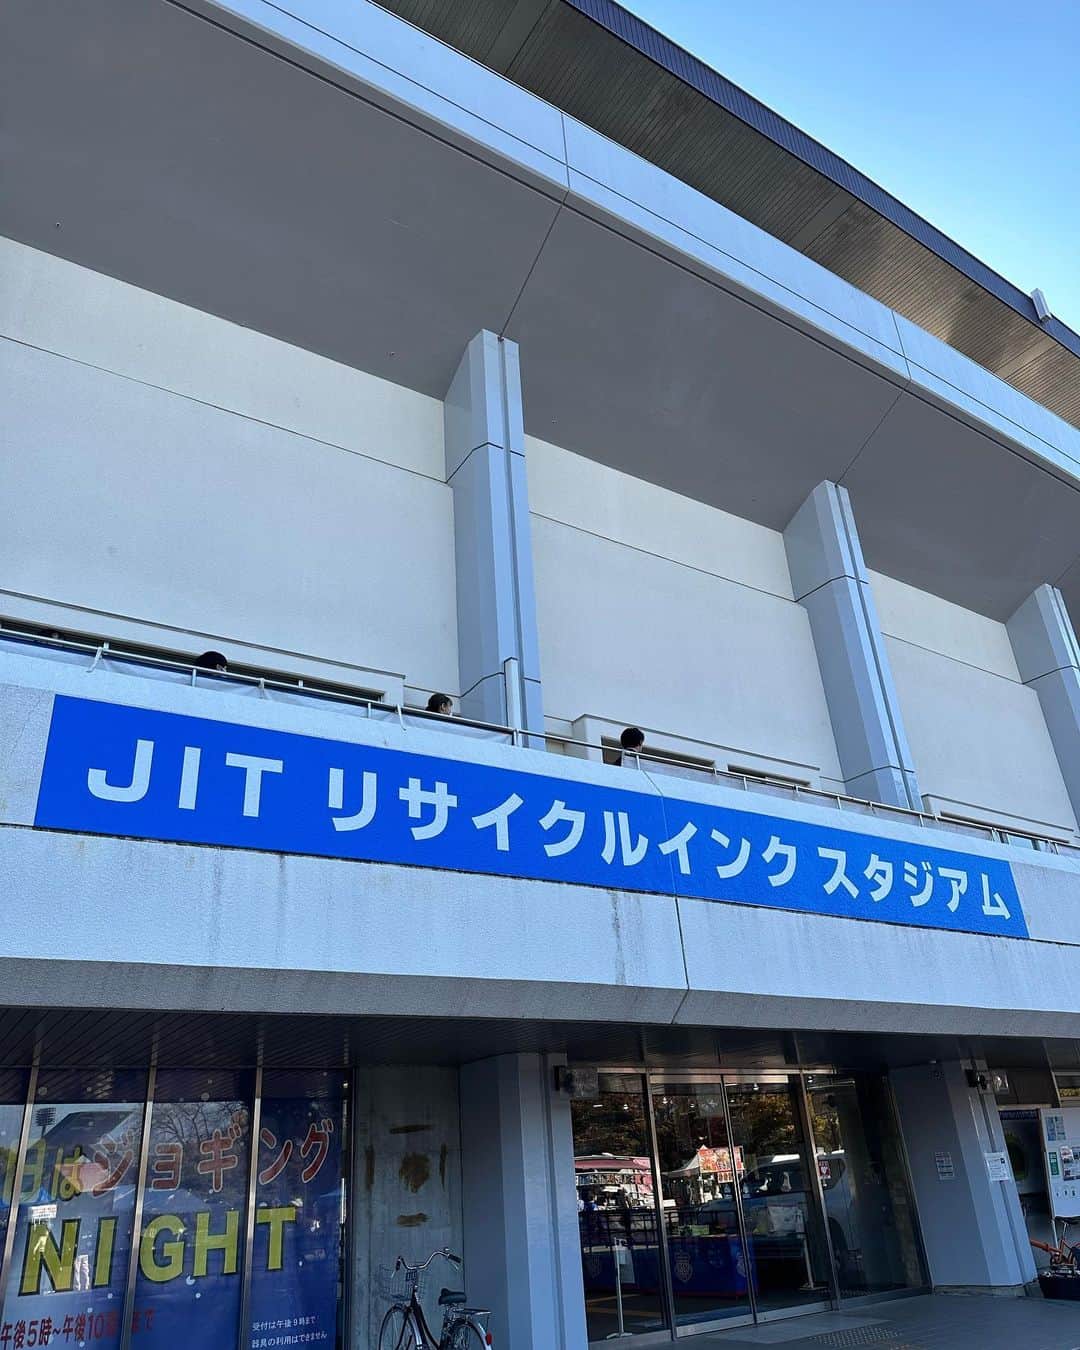 JIT リサイクルインク スタジアム
日はジョギング
NIGHT
午後5時~午後10時まで
受付は午後9時まで
器具の利用はできません